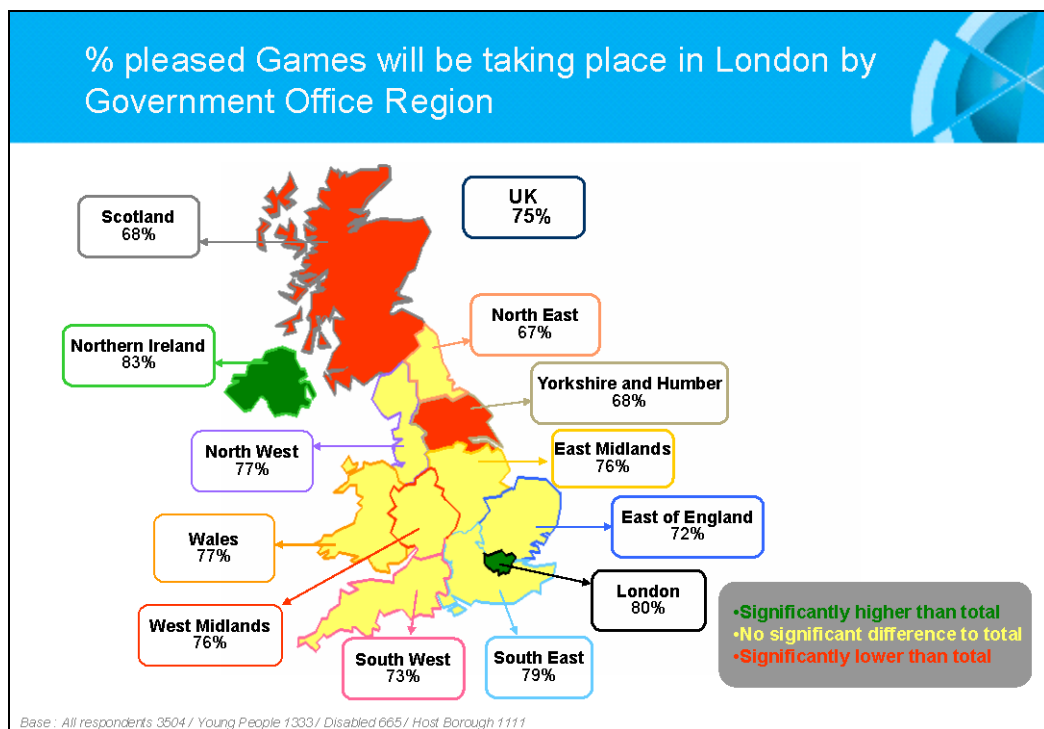 % pleased Games will be taking place in London by
Government Office Region
UK
75%
Scotland
68%
North East
67%
Northern Ireland
83%
Yorkshire and Humber
68%
North West
77%
East Midlands
76%
East of England
72%
Wales
77%
London
80%
West Midlands
76%
South West
73%
South East
79%
•Significantly higher than total
•No significant difference to total
•Significantly lower than total
Base : All respondents 3504 / Young People 1333 / Disabled 665 / Host Borough 1111